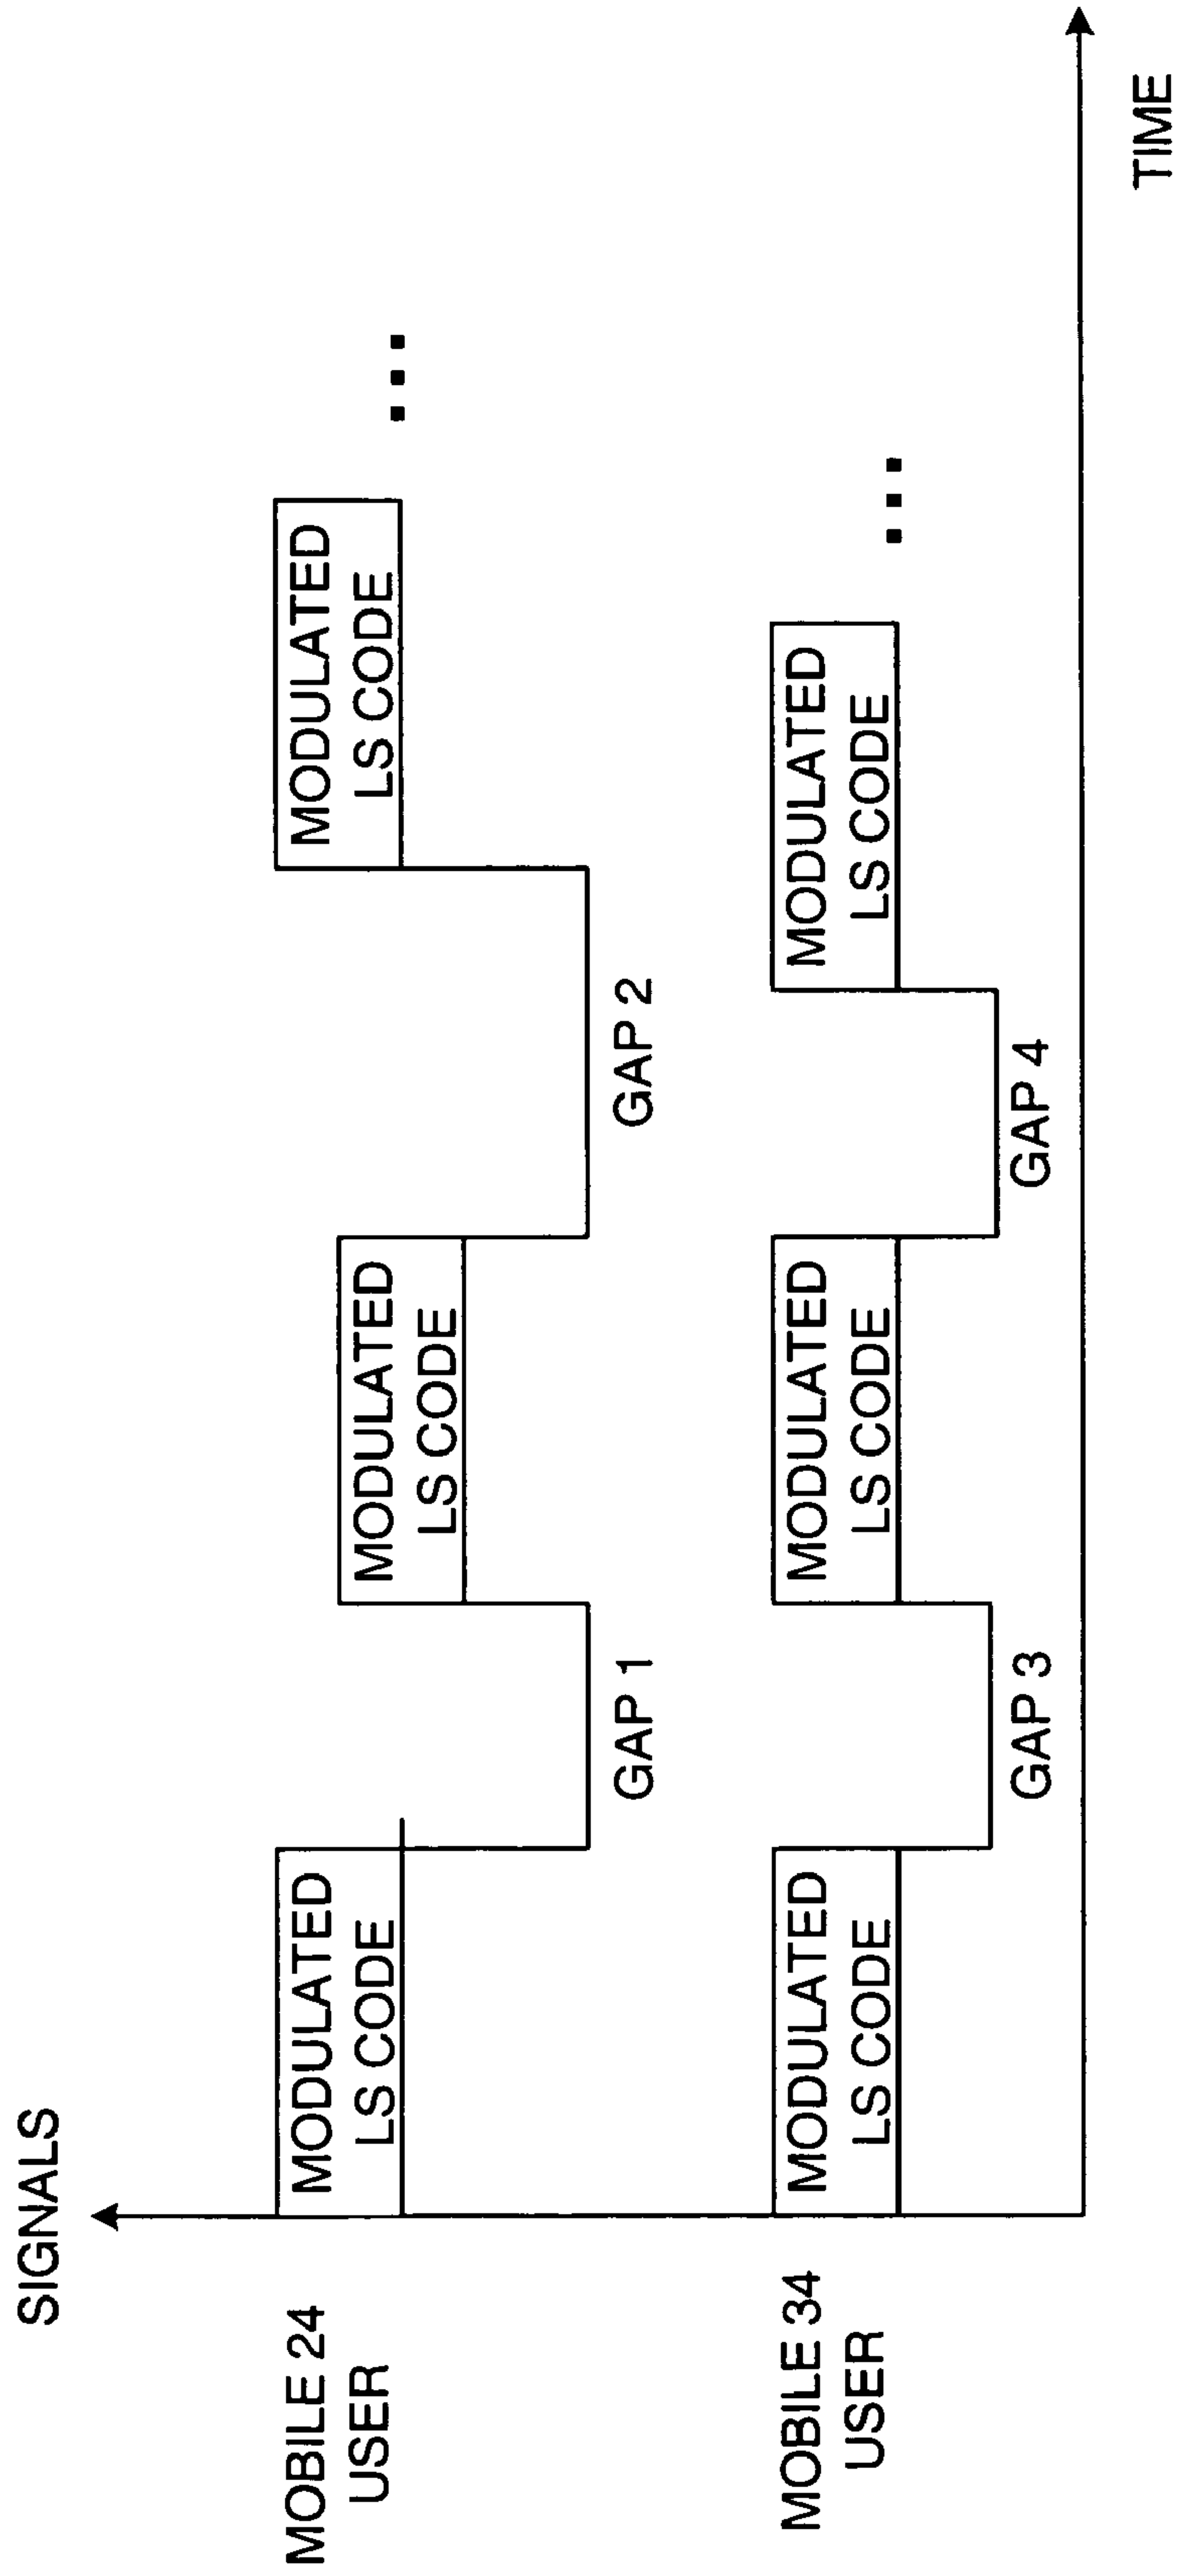 SIGNALS
MOBILE 24
USER
MODULATED
LS CODE
GAP 1
MODULATED
LS CODE
GAP 2
MODULATED
LS CODE
MOBILE 34
USER
MODULATED
LS CODE
GAP 3
MODULATED
LS CODE
GAP 4
MODULATED
LS CODE
TIME